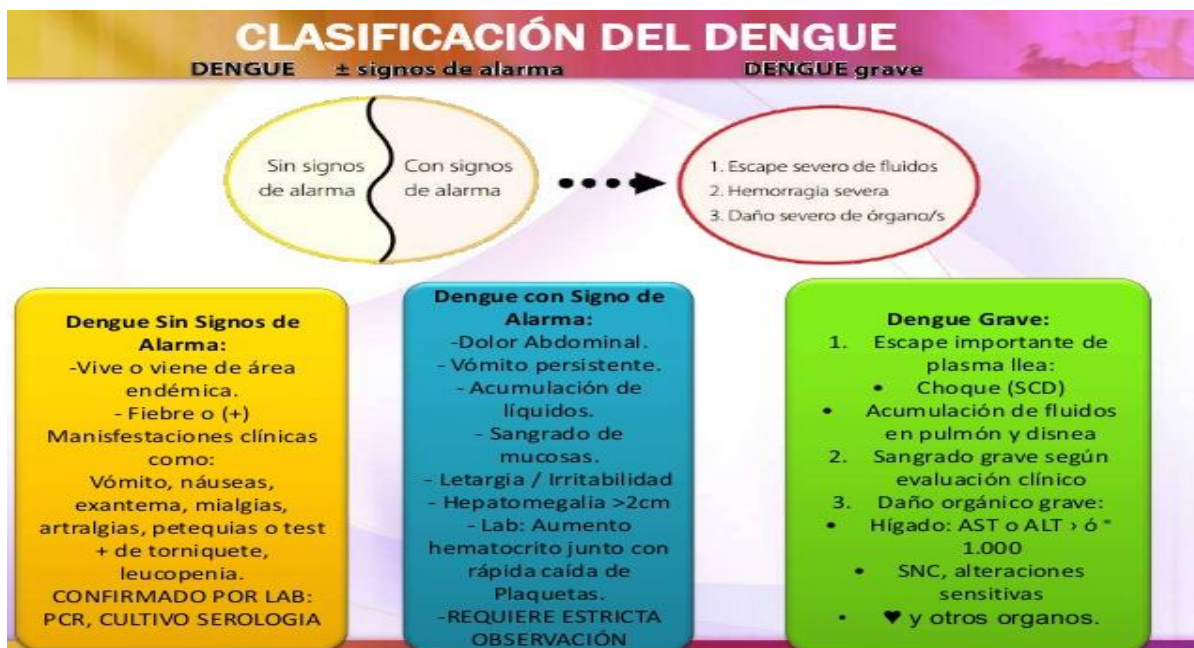 CLASIFICACIÓN DEL DENGUE
DENGUE ± signos de alarma
DENGUE grave
Sin signos
de alarma
Con signos
de alarma
1. Escape severo de fluidos
2. Hemorragia severa
3. Daño severo de órgano/s
Dengue Sin Signos de
Alarma:
-Vive o viene de área
endémica.
- Fiebre o (+)
Manisfestaciones clínicas
como:
Vómito, náuseas,
exantema, mialgias,
artralgias, petequias o test
+ de torniquete,
leucopenia.
CONFIRMADO POR LAB:
PCR, CULTIVO SEROLOGIA
Dengue con Signo de
Alarma:
-Dolor Abdominal.
- Vómito persistente.
- Acumulación de
líquidos.
- Sangrado de
mucosas.
- Letargia / Irritabilidad
- Hepatomegalia >2cm
- Lab: Aumento
hematocrito junto con
rápida caída de
Plaquetas.
-REQUIERE ESTRICTA
OBSERVACIÓN
Dengue Grave:
1. Escape importante de
plasma llea:
• Choque (SCD)
• Acumulación de fluidos
en pulmón y disnea
2. Sangrado grave según
evaluación clínico
3. Daño orgánico grave:
• Hígado: AST o ALT › ó
1.000
• SNC, alteraciones
sensitivas
• ♥ y otros organos.